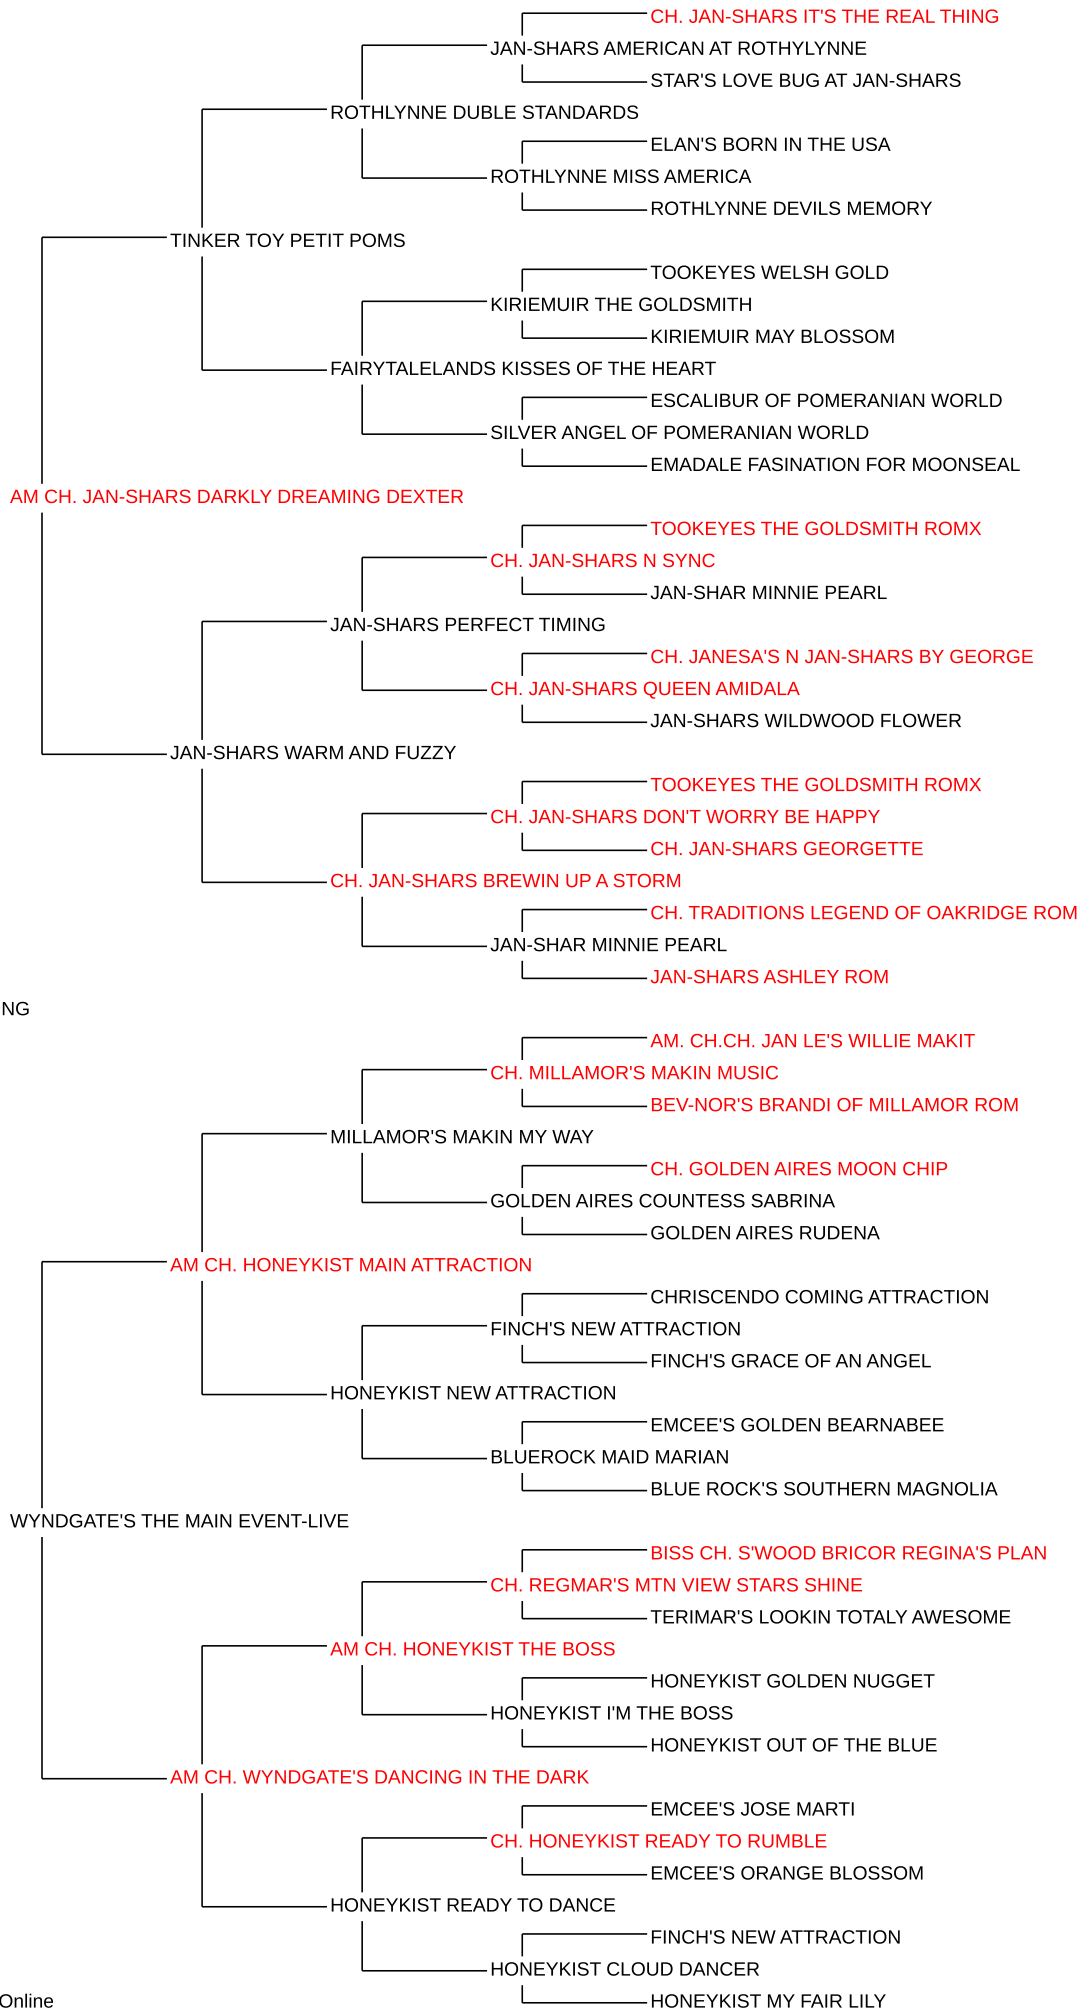 CH. JAN-SHARS IT'S THE REAL THING
JAN-SHARS AMERICAN AT ROTHYLYNNE
STAR'S LOVE BUG AT JAN-SHARS
ROTHLYNNE DUBLE STANDARDS
ELAN'S BORN IN THE USA
ROTHLYNNE MISS AMERICA
ROTHLYNNE DEVILS MEMORY
TINKER TOY PETIT POMS
TOOKEYES WELSH GOLD
KIRIEMUIR THE GOLDSMITH
KIRIEMUIR MAY BLOSSOM
FAIRYTALELANDS KISSES OF THE HEART
ESCALIBUR OF POMERANIAN WORLD
SILVER ANGEL OF POMERANIAN WORLD
EMADALE FASINATION FOR MOONSEAL
AM CH. JAN-SHARS DARKLY DREAMING DEXTER
TOOKEYES THE GOLDSMITH ROMX
CH. JAN-SHARS N SYNC
JAN-SHAR MINNIE PEARL
JAN-SHARS PERFECT TIMING
CH. JANESA'S N JAN-SHARS BY GEORGE
CH. JAN-SHARS QUEEN AMIDALA
JAN-SHARS WILDWOOD FLOWER
JAN-SHARS WARM AND FUZZY
TOOKEYES THE GOLDSMITH ROMX
CH. JAN-SHARS DON'T WORRY BE HAPPY
CH. JAN-SHARS GEORGETTE
CH. JAN-SHARS BREWIN UP A STORM
CH. TRADITIONS LEGEND OF OAKRIDGE ROM
JAN-SHAR MINNIE PEARL
JAN-SHARS ASHLEY ROM
NG
AM. CH.CH. JAN LE'S WILLIE MAKIT
CH. MILLAMOR'S MAKIN MUSIC
BEV-NOR'S BRANDI OF MILLAMOR ROM
MILLAMOR'S MAKIN MY WAY
CH. GOLDEN AIRES MOON CHIP
GOLDEN AIRES COUNTESS SABRINA
GOLDEN AIRES RUDENA
AM CH. HONEYKIST MAIN ATTRACTION
CHRISCENDO COMING ATTRACTION
FINCH'S NEW ATTRACTION
FINCH'S GRACE OF AN ANGEL
HONEYKIST NEW ATTRACTION
EMCEE'S GOLDEN BEARNABEE
BLUEROCK MAID MARIAN
BLUE ROCK'S SOUTHERN MAGNOLIA
WYNDGATE'S THE MAIN EVENT-LIVE
BISS CH. S'WOOD BRICOR REGINA'S PLAN
CH. REGMAR'S MTN VIEW STARS SHINE
TERIMAR'S LOOKIN TOTALY AWESOME
AM CH. HONEYKIST THE BOSS
HONEYKIST GOLDEN NUGGET
HONEYKIST I'M THE BOSS
HONEYKIST OUT OF THE BLUE
AM CH. WYNDGATE'S DANCING IN THE DARK
EMCEE'S JOSE MARTI
CH. HONEYKIST READY TO RUMBLE
EMCEE'S ORANGE BLOSSOM
HONEYKIST READY TO DANCE
FINCH'S NEW ATTRACTION
HONEYKIST CLOUD DANCER
HONEYKIST MY FAIR LILY
Online